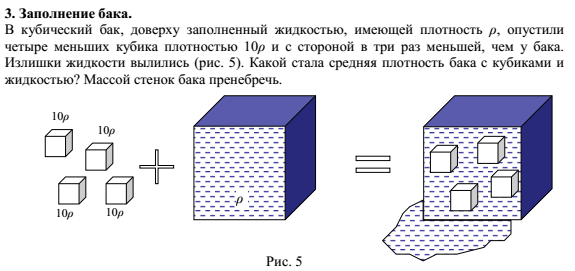 3. Заполнение бака.
В кубический бак, доверху заполненный жидкостью, имеющей плотность ρ, опустили
четыре меньших кубика плотностью 10ρ и с стороной в три раз меньшей, чем у бака.
Излишки жидкости вылились (рис. 5). Какой стала средняя плотность бака с кубиками и
жидкостью? Массой стенок бака пренебречь.
10ρ
10ρ
10ρ
10ρ
ρ
Рис. 5